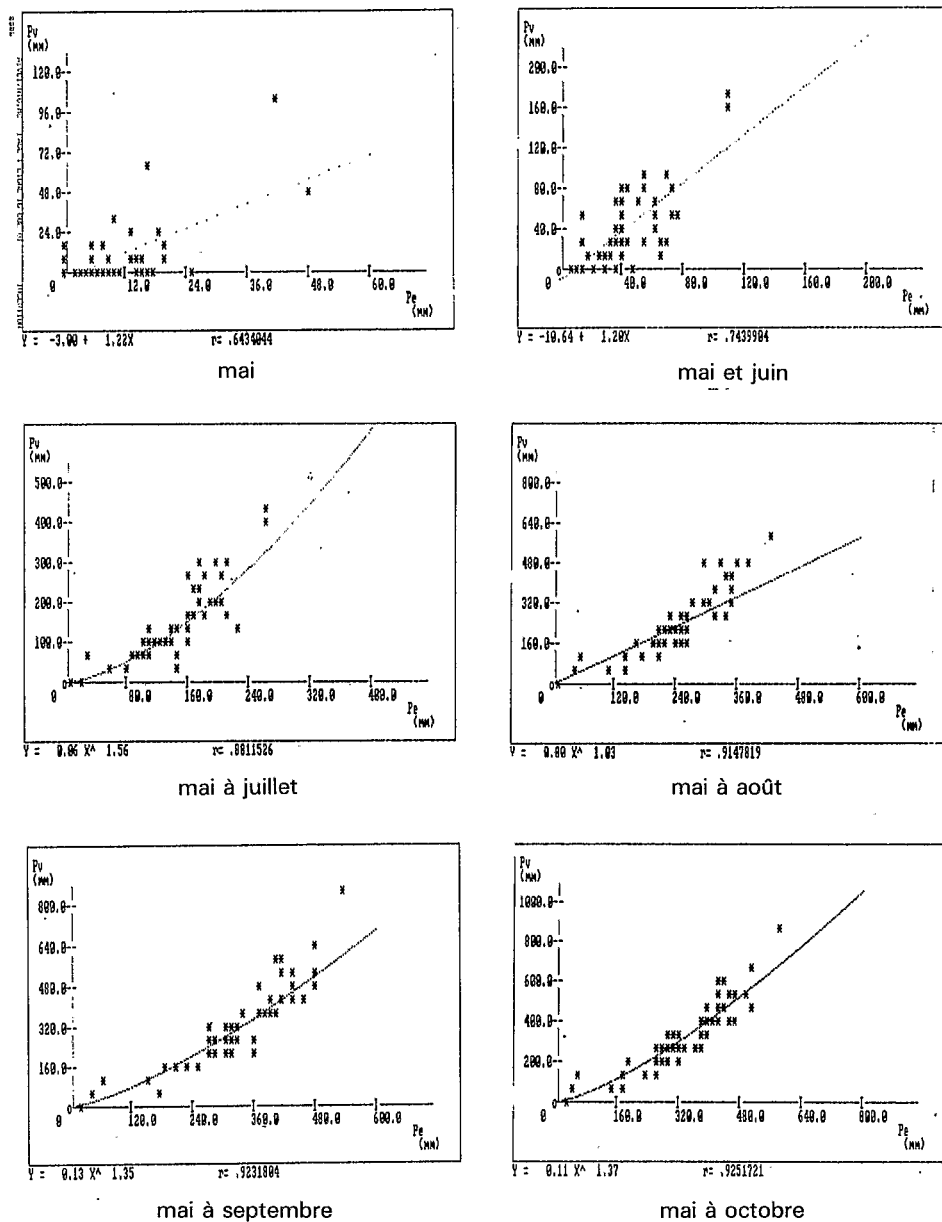 Pv
(MM)
120.0
96.0
72.0
48.0
24.0
0 12.0 24.0 36.0 48.0 60.0
Pe
(MM)
Y = -3.00 + 1.22X r= .6434044
mai
Pv
(MM)
200.0
160.0
120.0
80.0
40.0
0 40.0 80.0 120.0 160.0 200.0
Pe
(MM)
Y = -10.64 + 1.20X r= .7439904
mai et juin
Pv
(MM)
500.0
400.0
300.0
200.0
100.0
0 80.0 160.0 240.0 320.0 400.0
Pe
(MM)
Y = 0.06 X^ 1.56 r= .8811526
mai à juillet
Pv
(MM)
800.0
640.0
480.0
320.0
160.0
0 120.0 240.0 360.0 480.0 600.0
Pe
(MM)
Y = 0.80 X^ 1.03 r= .9147819
mai à août
Pv
(MM)
800.0
640.0
480.0
320.0
160.0
0 120.0 240.0 360.0 480.0 600.0
Pe
(MM)
Y = 0.13 X^ 1.35 r= .9231804
mai à septembre
Pv
(MM)
1000.0
800.0
600.0
400.0
200.0
0 160.0 320.0 480.0 640.0 800.0
Pe
(MM)
Y = 0.11 X^ 1.37 r= .9251721
mai à octobre